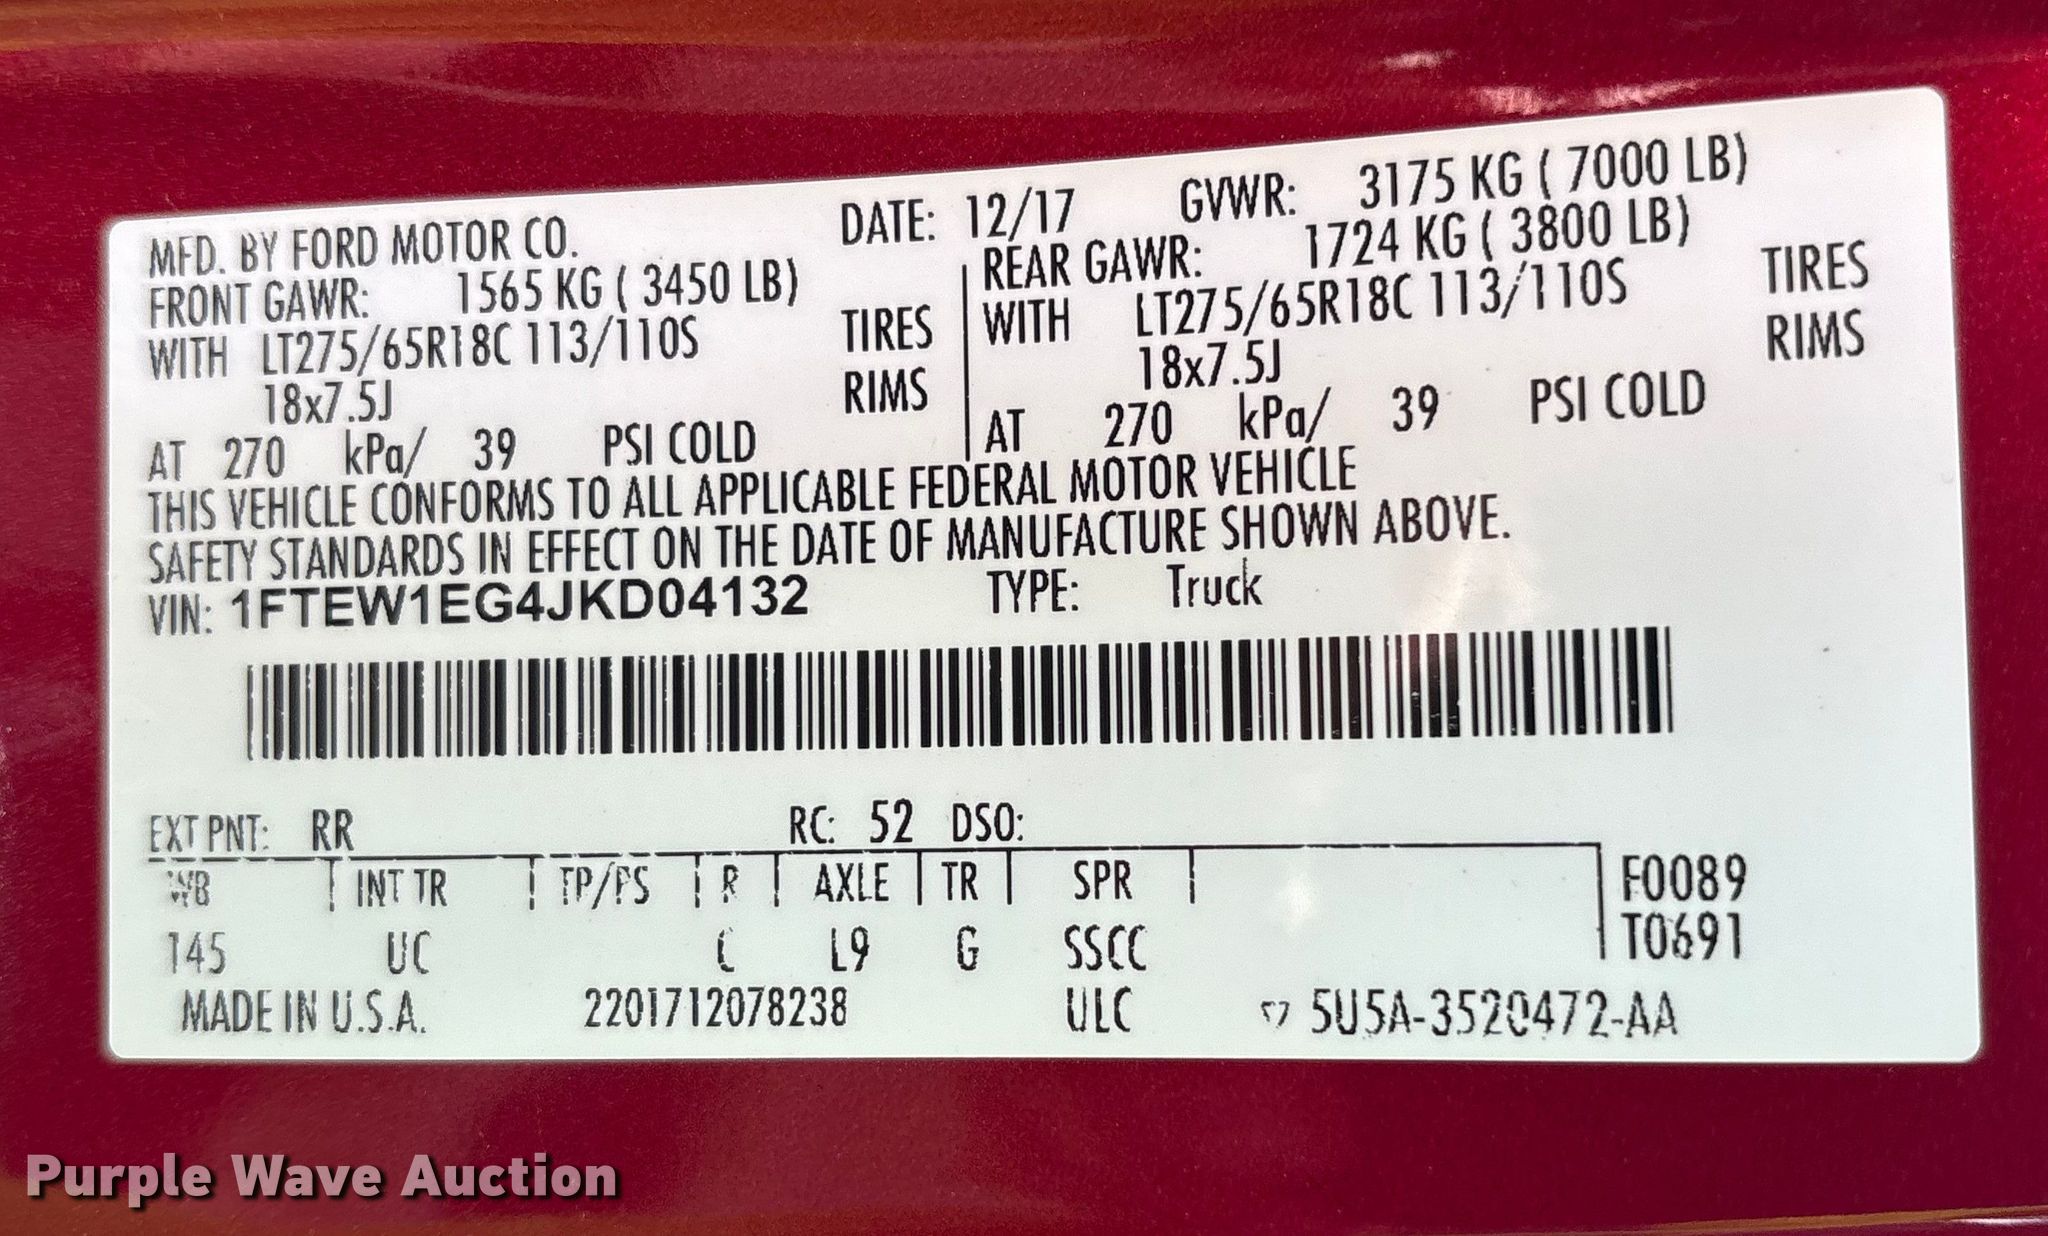 MFD. BY FORD MOTOR CO. DATE: 12/17 GVWR: 3175 KG ( 7000 LB)
FRONT GAWR: 1565 KG ( 3450 LB) REAR GAWR: 1724 KG ( 3800 LB)
WITH LT275/65R18C 113/110S TIRES WITH LT275/65R18C 113/110S TIRES
18x7.5J RIMS 18x7.5J RIMS
AT 270 kPa/ 39 PSI COLD AT 270 kPa/ 39 PSI COLD
THIS VEHICLE CONFORMS TO ALL APPLICABLE FEDERAL MOTOR VEHICLE
SAFETY STANDARDS IN EFFECT ON THE DATE OF MANUFACTURE SHOWN ABOVE.
VIN: 1FTEW1EG4JKD04132 TYPE: Truck
EXT PNT: RR RC: 52 DSO:
WB INT TR TP/PS R AXLE TR SPR F0089
145 UC C L9 G SSCC T0691
MADE IN U.S.A. 2201712078238 ULC 5U5A-3520472-AA
Purple Wave Auction